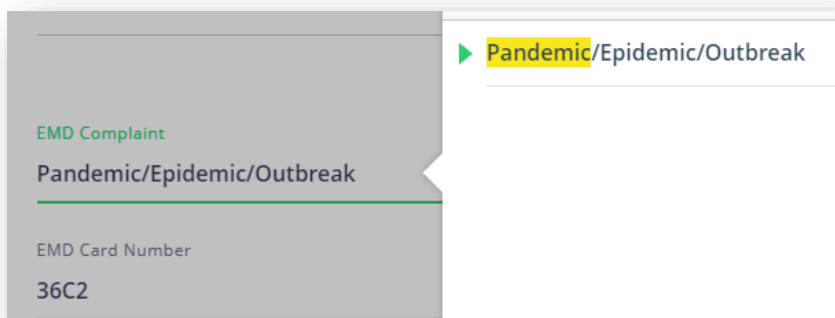 EMD Complaint
Pandemic/Epidemic/Outbreak
EMD Card Number
36C2
Pandemic/Epidemic/Outbreak